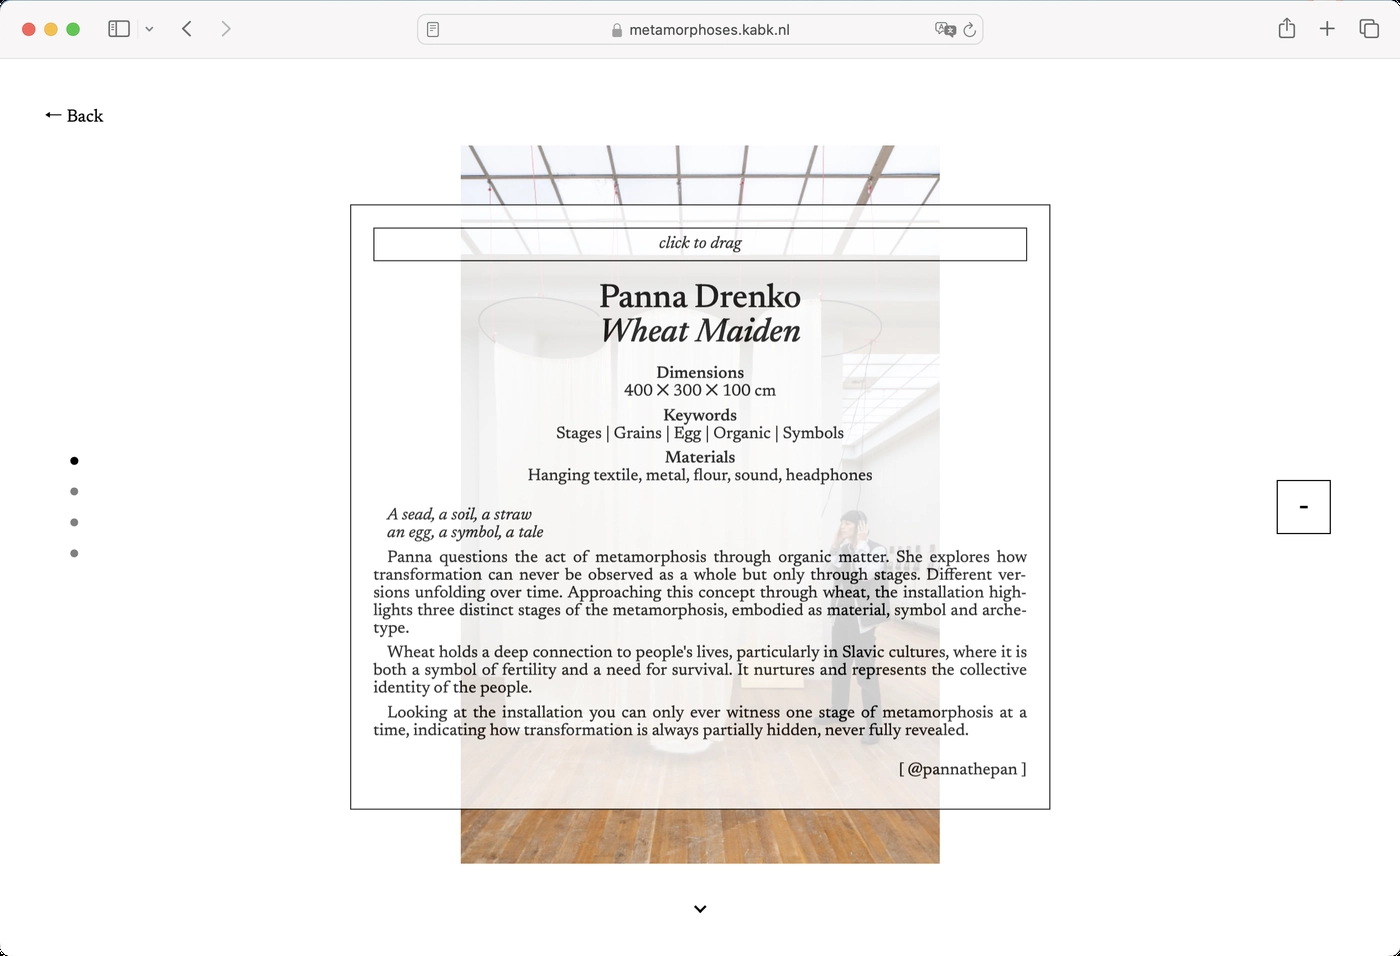 metamorphoses.kabk.nl
← Back
click to drag
Panna Drenko
Wheat Maiden
Dimensions
400 × 300 × 100 cm
Keywords
Stages | Grains | Egg | Organic | Symbols
Materials
Hanging textile, metal, flour, sound, headphones
A sead, a soil, a straw
an egg, a symbol, a tale
Panna questions the act of metamorphosis through organic matter. She explores how
transformation can never be observed as a whole but only through stages. Different ver-
sions unfolding over time. Approaching this concept through wheat, the installation high-
lights three distinct stages of the metamorphosis, embodied as material, symbol and arche-
type.
Wheat holds a deep connection to people's lives, particularly in Slavic cultures, where it is
both a symbol of fertility and a need for survival. It nurtures and represents the collective
identity of the people.
Looking at the installation you can only ever witness one stage of metamorphosis at a
time, indicating how transformation is always partially hidden, never fully revealed.
[ @pannathepan ]
-